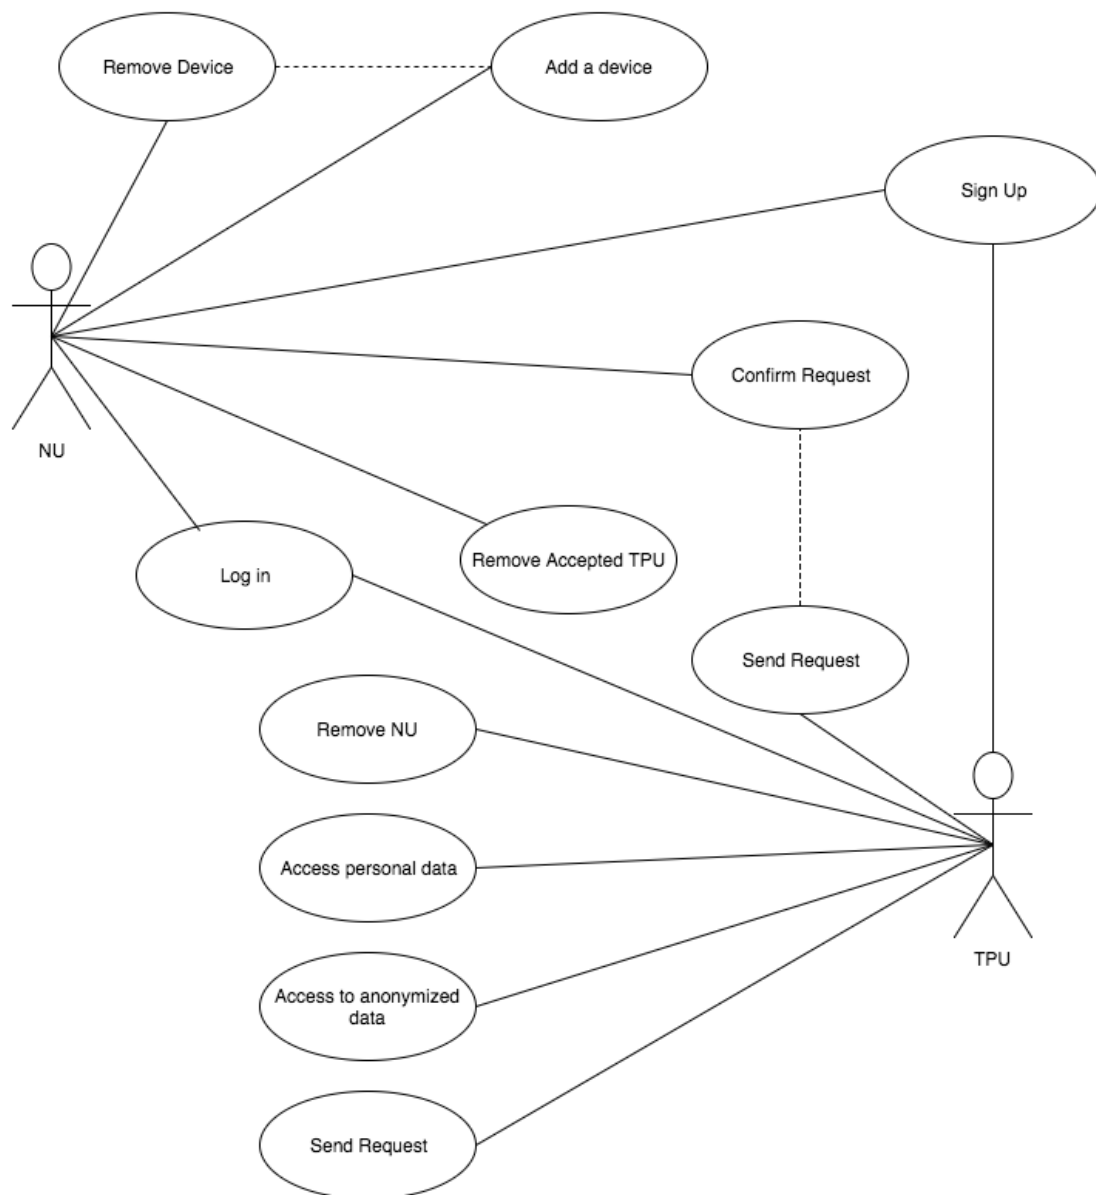 Remove Device
Add a device
Sign Up
Confirm Request
NU
Remove Accepted TPU
Log in
Send Request
Remove NU
Access personal data
TPU
Access to anonymized
data
Send Request